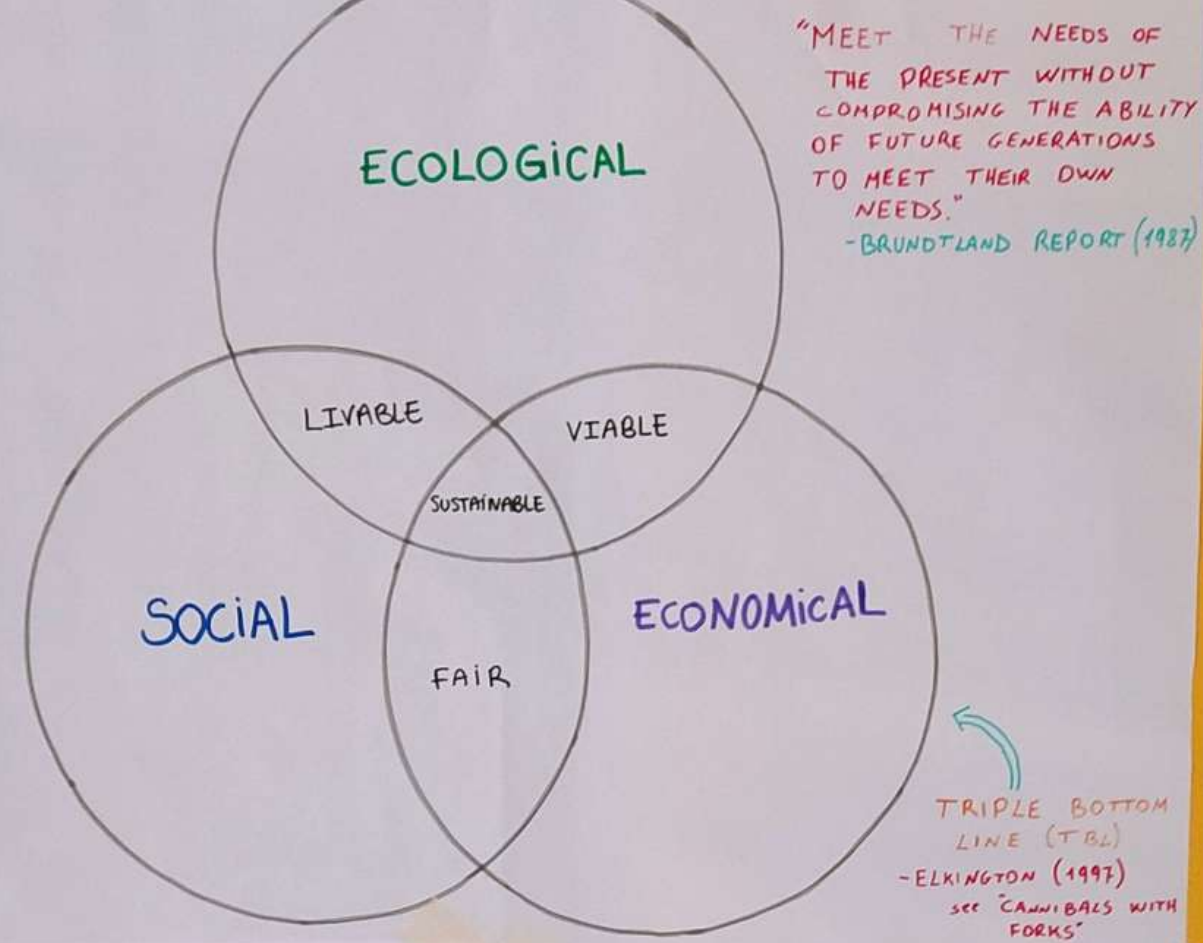 "MEET THE NEEDS OF
THE PRESENT WITHOUT
COMPROMISING THE ABILITY
OF FUTURE GENERATIONS
TO MEET THEIR OWN
NEEDS."
-BRUNDTLAND REPORT (1987)
ECOLOGiCAL
LIVABLE
VIABLE
SUSTAiNABLE
SOCiAL
ECONOMiCAL
FAiR
TRIPLE BOTTOM
LINE (TBL)
-ELKINGTON (1997)
see "CANNIBALS WITH
FORKS"